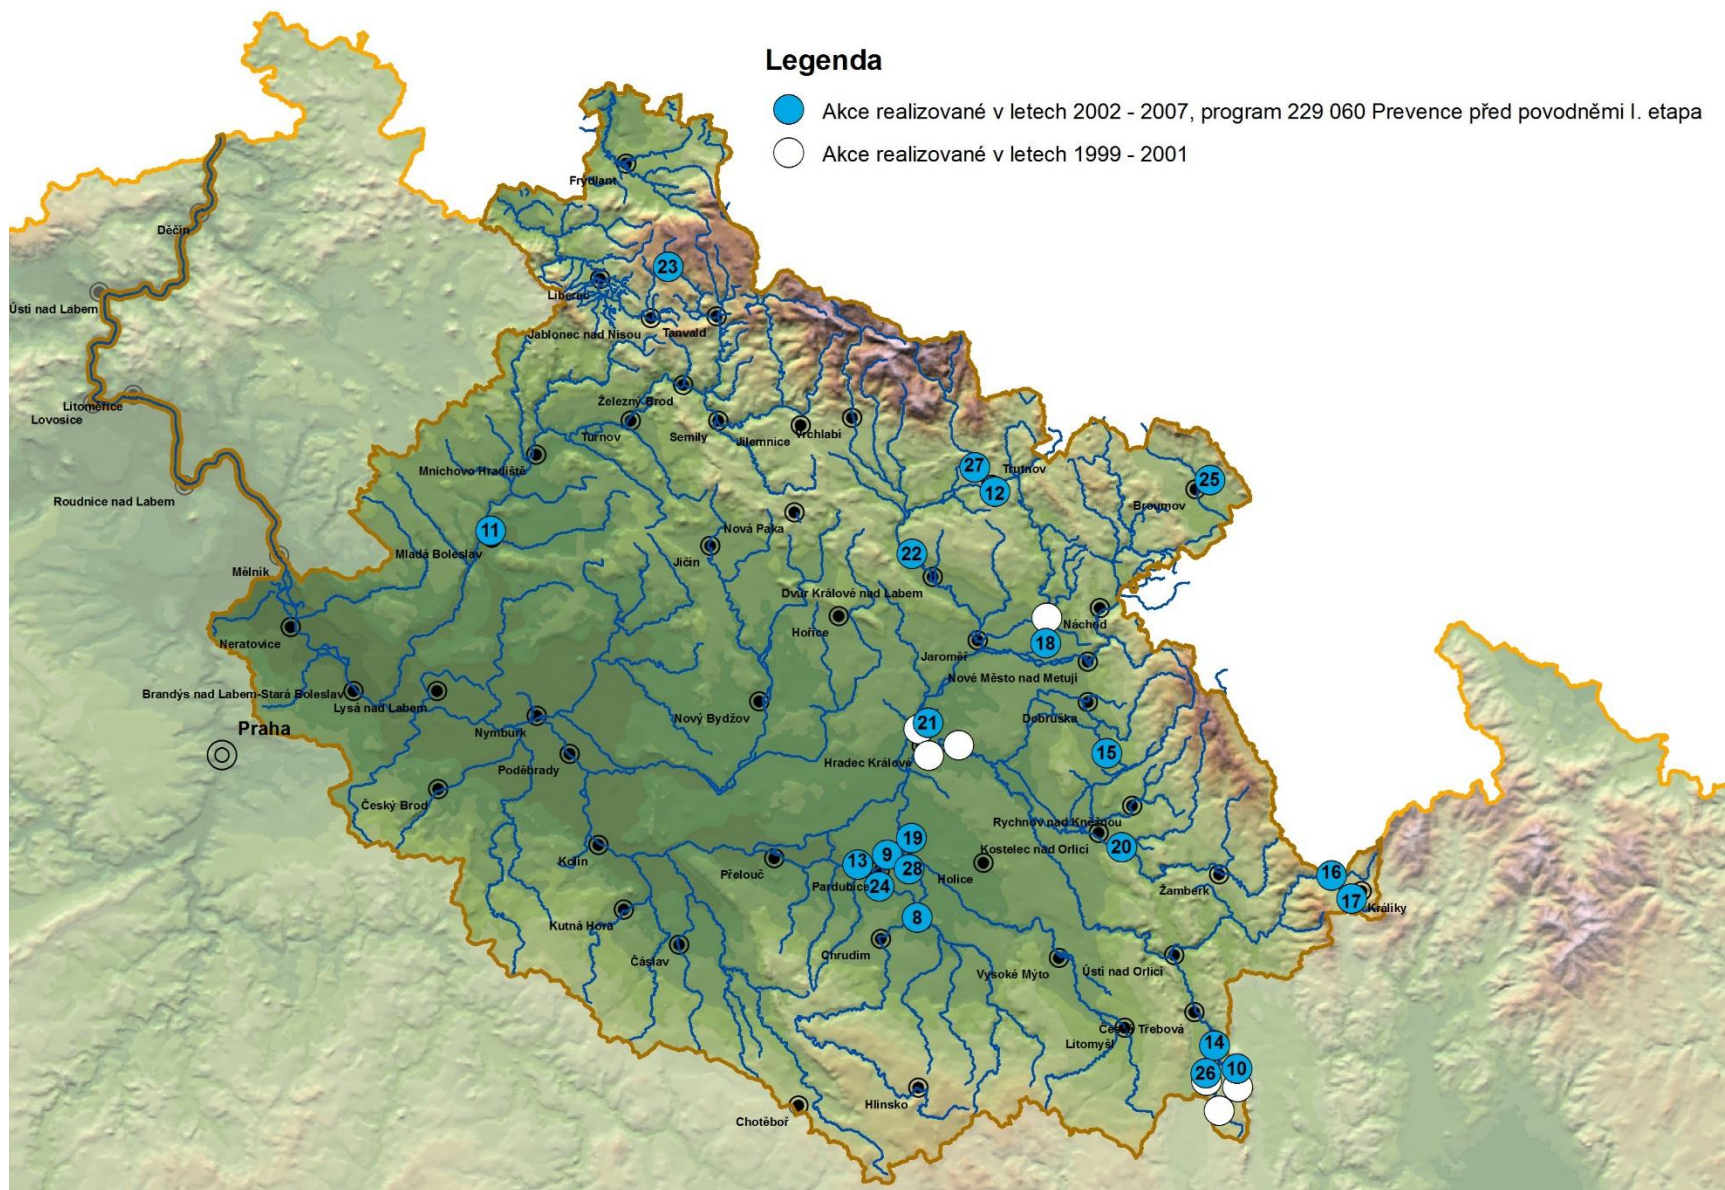 Legenda
Akce realizované v letech 2002 - 2007, program 229 060 Prevence před povodněmi I. etapa
Akce realizované v letech 1999 - 2001
Frýdlant
Děčín
23
Liberec
Ústí nad Labem
Jablonec nad Nisou
Tanvald
Železný Brod
Litoměřice
Lovosice
Turnov
Semily
Jilemnice
Vrchlabí
Mnichovo Hradiště
27
Trutnov
25
12
Roudnice nad Labem
Broumov
Nová Paka
11
Mladá Boleslav
22
Jičín
Mělník
Dvůr Králové nad Labem
Hořice
Náchod
Neratovice
18
Jaroměř
Nové Město nad Metují
Brandýs nad Labem-Stará Boleslav
Lysá nad Labem
Nový Bydžov
Dobruška
21
Praha
Nymburk
15
Hradec Králové
Poděbrady
Český Brod
Rychnov nad Kněžnou
19
Kostelec nad Orlicí
20
Kolín
9
13
28
Přelouč
Holice
16
Pardubice
24
Žamberk
17
Králíky
8
Kutná Hora
Chrudim
Čáslav
Vysoké Mýto
Ústí nad Orlicí
Česká Třebová
Litomyšl
14
10
26
Hlinsko
Chotěboř